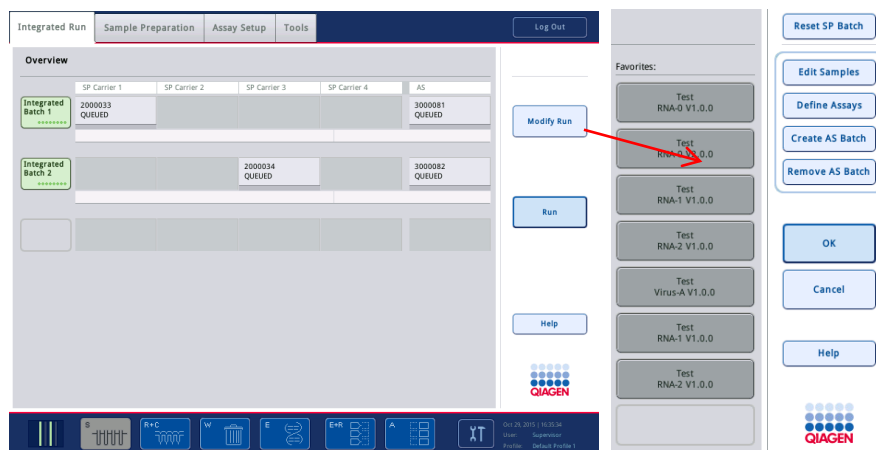 Integrated Run
Sample Preparation
Assay Setup
Tools
Log Out
Overview
SP Carrier 1
SP Carrier 2
SP Carrier 3
SP Carrier 4
AS
Integrated
Batch 1
2000033
QUEUED
3000081
QUEUED
Integrated
Batch 2
2000034
QUEUED
3000082
QUEUED
Modify Run
Run
Help
QIAGEN
S
R+C
W
E
E+R
A
Oct 29, 2015 | 16:35:34
User: Supervisor
Profile: Default Profile 1
Favorites:
Test
RNA-0 V1.0.0
Test
RNA-0 V2.0.0
Test
RNA-1 V1.0.0
Test
RNA-2 V1.0.0
Test
Virus-A V1.0.0
Test
RNA-1 V1.0.0
Test
RNA-2 V1.0.0
Reset SP Batch
Edit Samples
Define Assays
Create AS Batch
Remove AS Batch
OK
Cancel
Help
QIAGEN